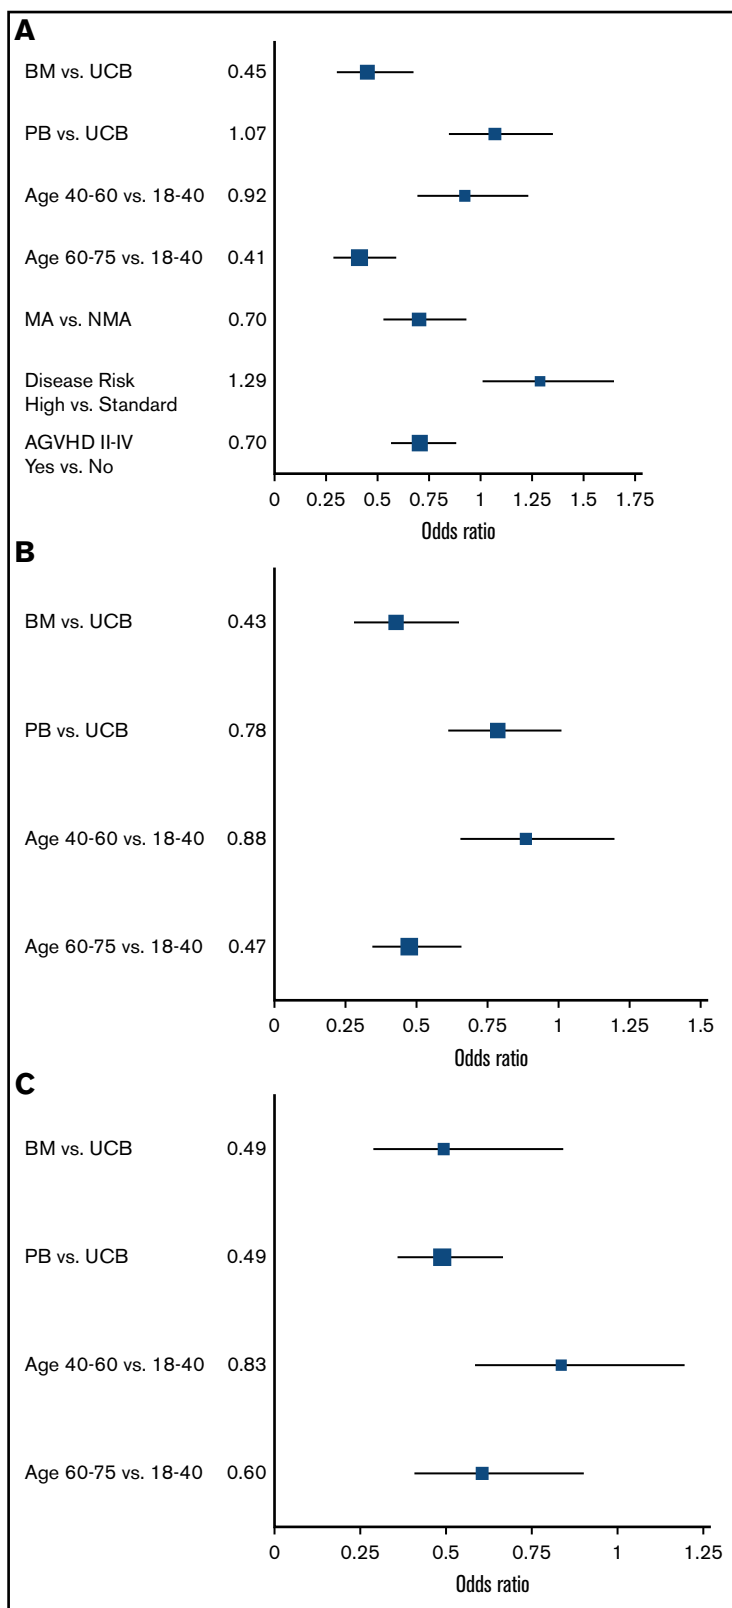 A
BM vs. UCB 0.45
PB vs. UCB 1.07
Age 40-60 vs. 18-40 0.92
Age 60-75 vs. 18-40 0.41
MA vs. NMA 0.70
Disease Risk 1.29
High vs. Standard
AGVHD II-IV 0.70
Yes vs. No
0 0.25 0.5 0.75 1 1.25 1.5 1.75
Odds ratio
B
BM vs. UCB 0.43
PB vs. UCB 0.78
Age 40-60 vs. 18-40 0.88
Age 60-75 vs. 18-40 0.47
0 0.25 0.5 0.75 1 1.25 1.5
Odds ratio
C
BM vs. UCB 0.49
PB vs. UCB 0.49
Age 40-60 vs. 18-40 0.83
Age 60-75 vs. 18-40 0.60
0 0.25 0.5 0.75 1 1.25
Odds ratio